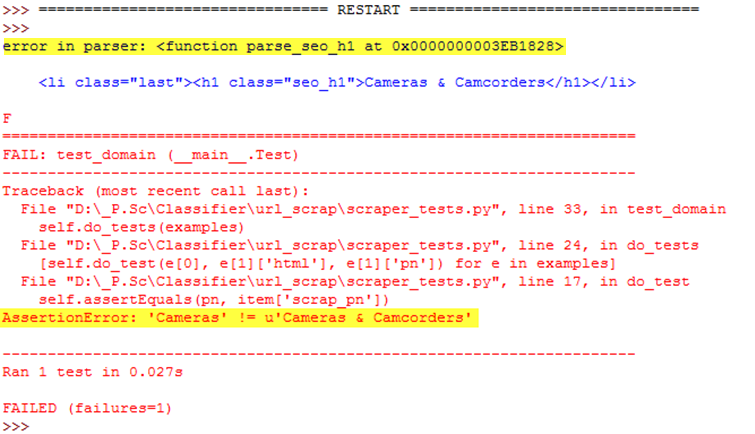 >>> ================================ RESTART ================================
>>>
error in parser: <function parse_seo_h1 at 0x0000000003EB1828>
<li class="last"><h1 class="seo_h1">Cameras & Camcorders</h1></li>
F
======================================================================
FAIL: test_domain (__main__.Test)
----------------------------------------------------------------------
Traceback (most recent call last):
File "D:\_P.Sc\Classifier\url_scrap\scraper_tests.py", line 33, in test_domain
self.do_tests(examples)
File "D:\_P.Sc\Classifier\url_scrap\scraper_tests.py", line 24, in do_tests
[self.do_test(e[0], e[1]['html'], e[1]['pn']) for e in examples]
File "D:\_P.Sc\Classifier\url_scrap\scraper_tests.py", line 17, in do_test
self.assertEquals(pn, item['scrap_pn'])
AssertionError: 'Cameras' != u'Cameras & Camcorders'
----------------------------------------------------------------------
Ran 1 test in 0.027s
FAILED (failures=1)
>>>